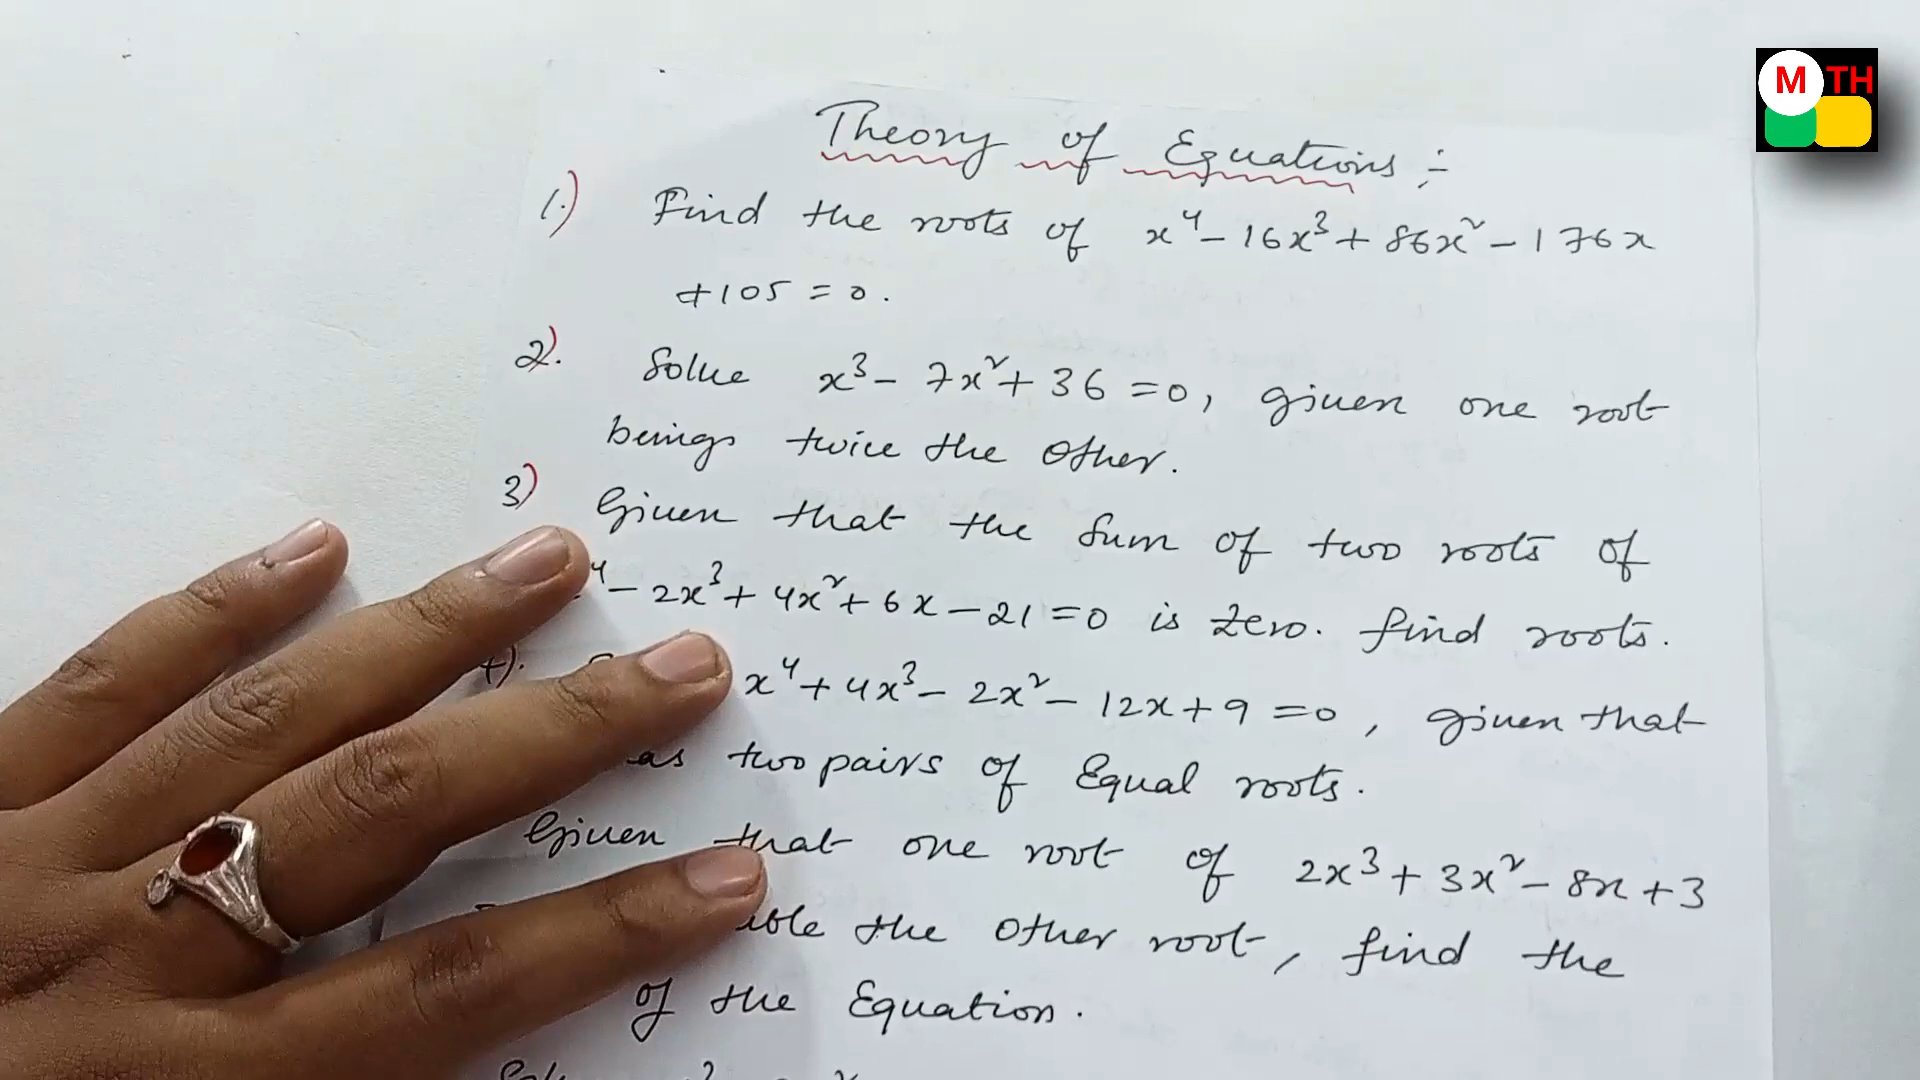 M TH
Theory of Equations :-
1.) Find the roots of x⁴ - 16x³ + 86x² - 176x
+105 = 0.
2). Solve x³ - 7x² + 36 = 0, given one root
beings twice the other.
3) Given that the sum of two roots of
⁴ - 2x³ + 4x² + 6x - 21 = 0 is zero. find roots.
x⁴ + 4x³ - 2x² - 12x + 9 = 0, given that
two pairs of Equal roots.
Given that one root of 2x³ + 3x² - 8x + 3
the other root, find the
of the Equation.